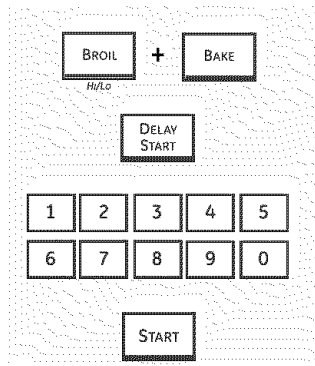 BROIL + BAKE
HI/LO
DELAY
START
1 2 3 4 5
6 7 8 9 0
START